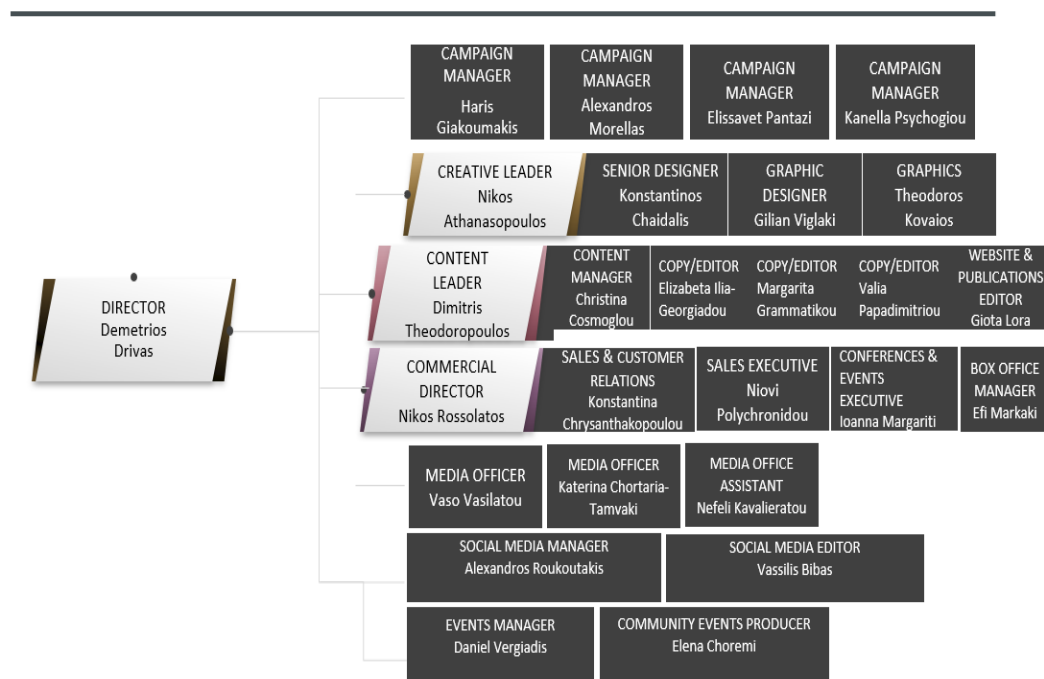 CAMPAIGN
MANAGER
Haris
Giakoumakis
CAMPAIGN
MANAGER
Alexandros
Morellas
CAMPAIGN
MANAGER
Elissavet Pantazi
CAMPAIGN
MANAGER
Kanella Psychogiou
CREATIVE LEADER
Nikos
Athanasopoulos
SENIOR DESIGNER
Konstantinos
Chaidalis
GRAPHIC
DESIGNER
Gilian Viglaki
GRAPHICS
Theodoros
Kovaios
DIRECTOR
Demetrios
Drivas
CONTENT
LEADER
Dimitris
Theodoropoulos
CONTENT
MANAGER
Christina
Cosmoglou
COPY/EDITOR
Elizabeta Ilia-
Georgiadou
COPY/EDITOR
Margarita
Grammatikou
COPY/EDITOR
Valia
Papadimitriou
WEBSITE &
PUBLICATIONS
EDITOR
Giota Lora
COMMERCIAL
DIRECTOR
Nikos Rossolatos
SALES & CUSTOMER
RELATIONS
Konstantina
Chrysanthakopoulou
SALES EXECUTIVE
Niovi
Polychronidou
CONFERENCES &
EVENTS
EXECUTIVE
Ioanna Margariti
BOX OFFICE
MANAGER
Efi Markaki
MEDIA OFFICER
Vaso Vasilatou
MEDIA OFFICER
Katerina Chortaria-
Tamvaki
MEDIA OFFICE
ASSISTANT
Nefeli Kavalieratou
SOCIAL MEDIA MANAGER
Alexandros Roukoutakis
SOCIAL MEDIA EDITOR
Vassilis Bibas
EVENTS MANAGER
Daniel Vergiadis
COMMUNITY EVENTS PRODUCER
Elena Choremi